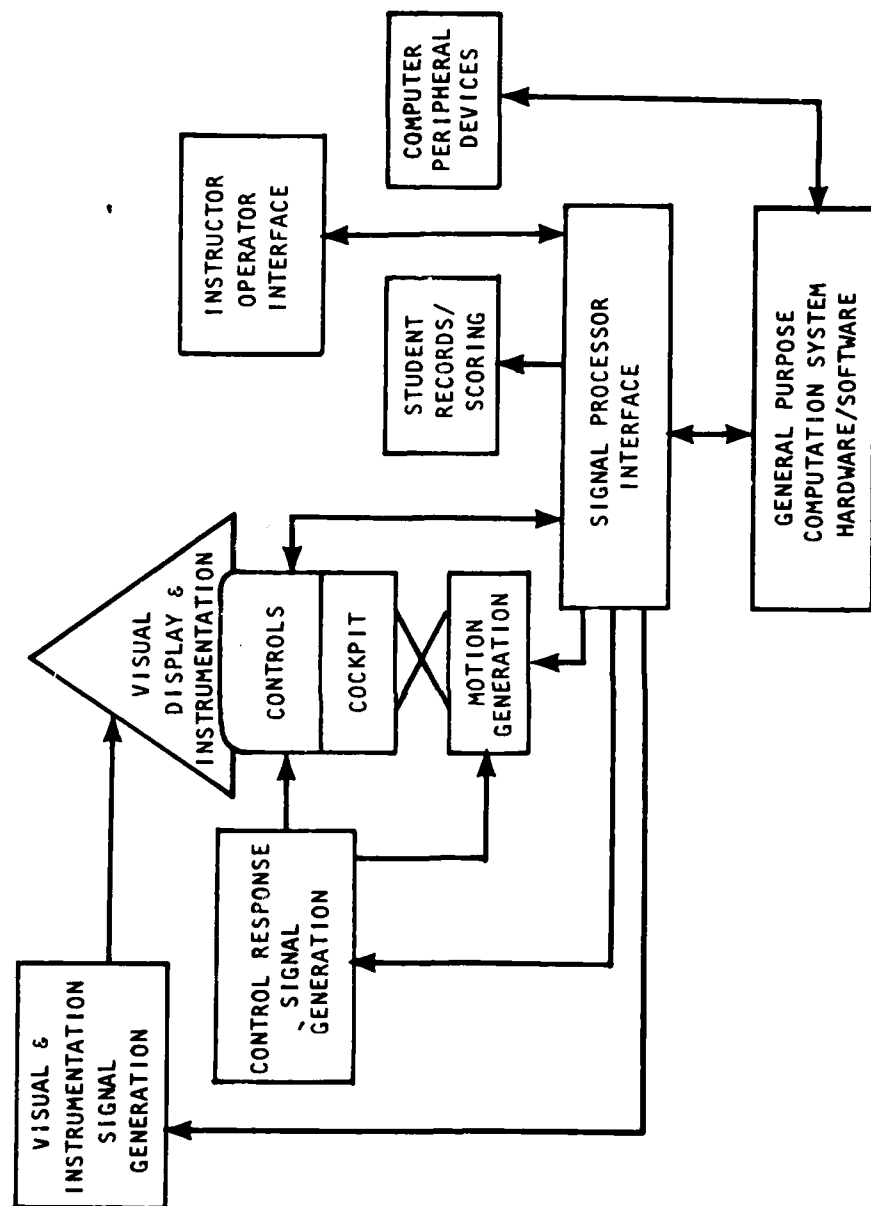 VISUAL &
INSTRUMENTATION
SIGNAL
GENERATION
VISUAL
DISPLAY &
INSTRUMENTATION
CONTROL RESPONSE
SIGNAL
GENERATION
CONTROLS
COCKPIT
MOTION
GENERATION
INSTRUCTOR
OPERATOR
INTERFACE
STUDENT
RECORDS/
SCORING
COMPUTER
PERIPHERAL
DEVICES
SIGNAL PROCESSOR
INTERFACE
GENERAL PURPOSE
COMPUTATION SYSTEM
HARDWARE/SOFTWARE